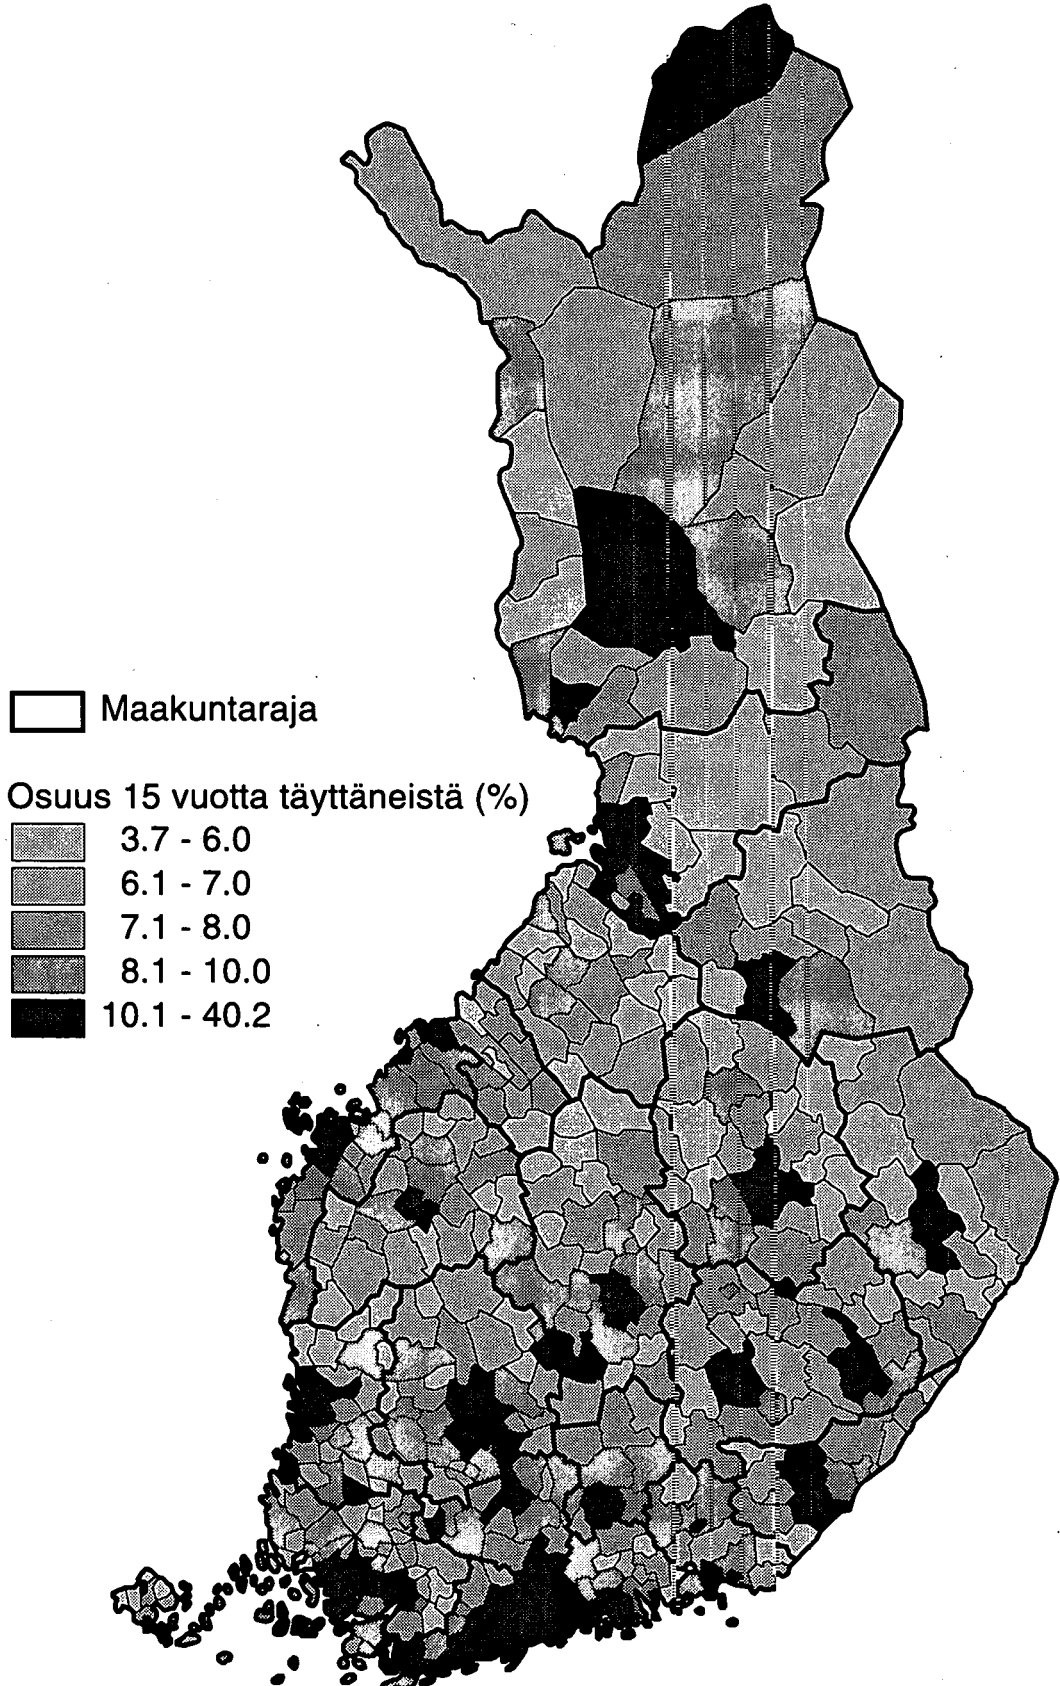 Maakuntaraja
Osuus 15 vuotta täyttäneistä (%)
3.7 - 6.0
6.1 - 7.0
7.1 - 8.0
8.1 - 10.0
10.1 - 40.2